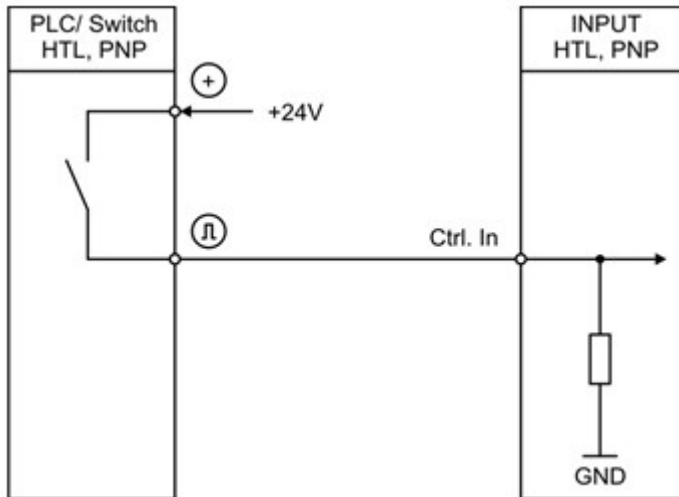 PLC/ Switch
HTL, PNP
INPUT
HTL, PNP
+
+24V
Ctrl. In
GND